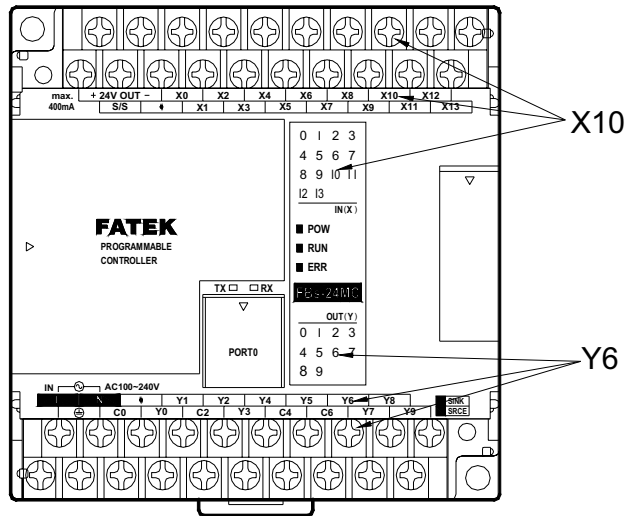 max. + 24V OUT − X0 X2 X4 X6 X8 X10 X12
400mA S/S X1 X3 X5 X7 X9 X11 X13
X10
0 1 2 3
4 5 6 7
8 9 10 11
12 13
IN(X)
FATEK
PROGRAMMABLE
CONTROLLER
POW
RUN
ERR
TX RX
FBs-24MC
OUT(Y)
0 1 2 3
4 5 6 7
8 9
PORT0
Y6
IN AC100~240V
Y1 Y2 Y4 Y5 Y6 Y8
SINK
C0 Y0 C2 Y3 C4 C6 Y7 Y9
SRCE